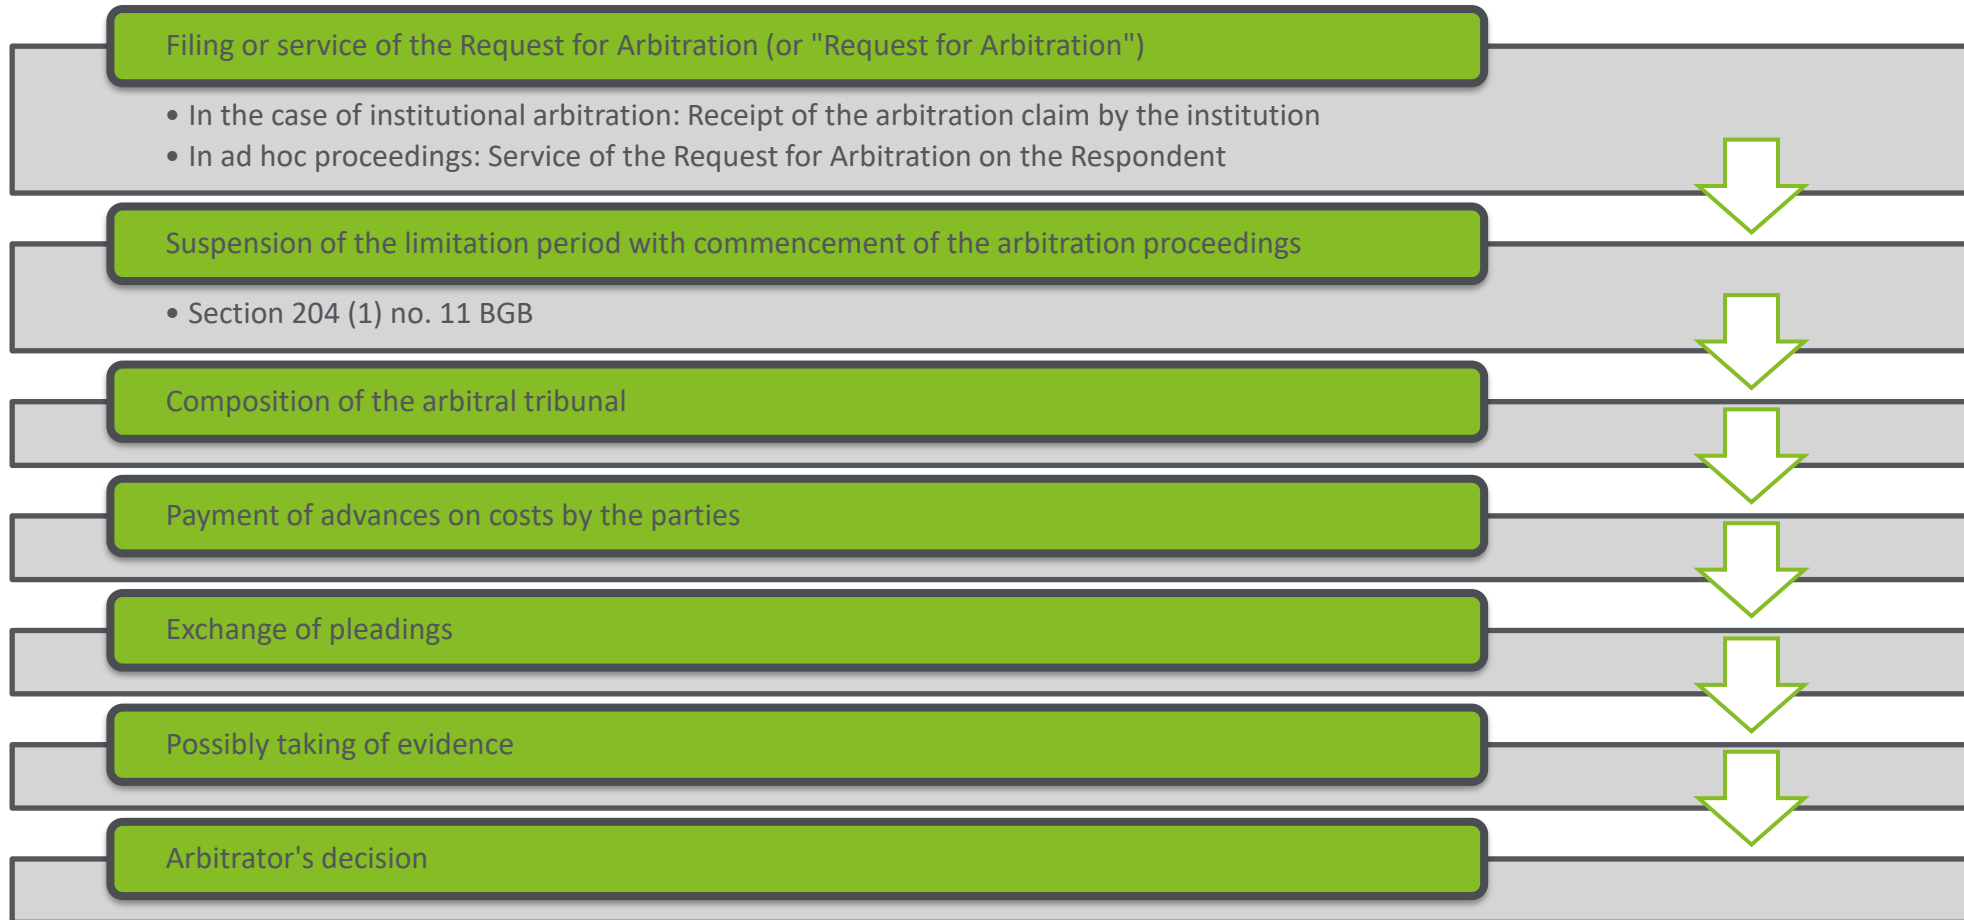 Filing or service of the Request for Arbitration (or "Request for Arbitration")
• In the case of institutional arbitration: Receipt of the arbitration claim by the institution
• In ad hoc proceedings: Service of the Request for Arbitration on the Respondent
Suspension of the limitation period with commencement of the arbitration proceedings
• Section 204 (1) no. 11 BGB
Composition of the arbitral tribunal
Payment of advances on costs by the parties
Exchange of pleadings
Possibly taking of evidence
Arbitrator's decision